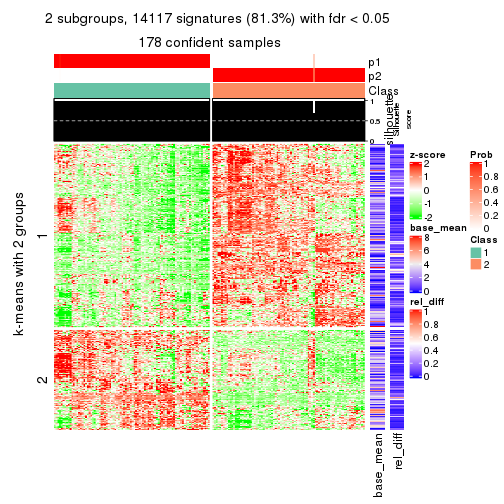 2 subgroups, 14117 signatures (81.3%) with fdr < 0.05
178 confident samples
p1
p2
Class
silhouette
Silhouette
score
1
0.5
0
k-means with 2 groups
1
2
base_mean
rel_diff
z-score
2
1
0
-1
-2
base_mean
8
6
4
2
0
rel_diff
1
0.8
0.6
0.4
0.2
0
Prob
1
0.8
0.6
0.4
0.2
0
Class
1
2